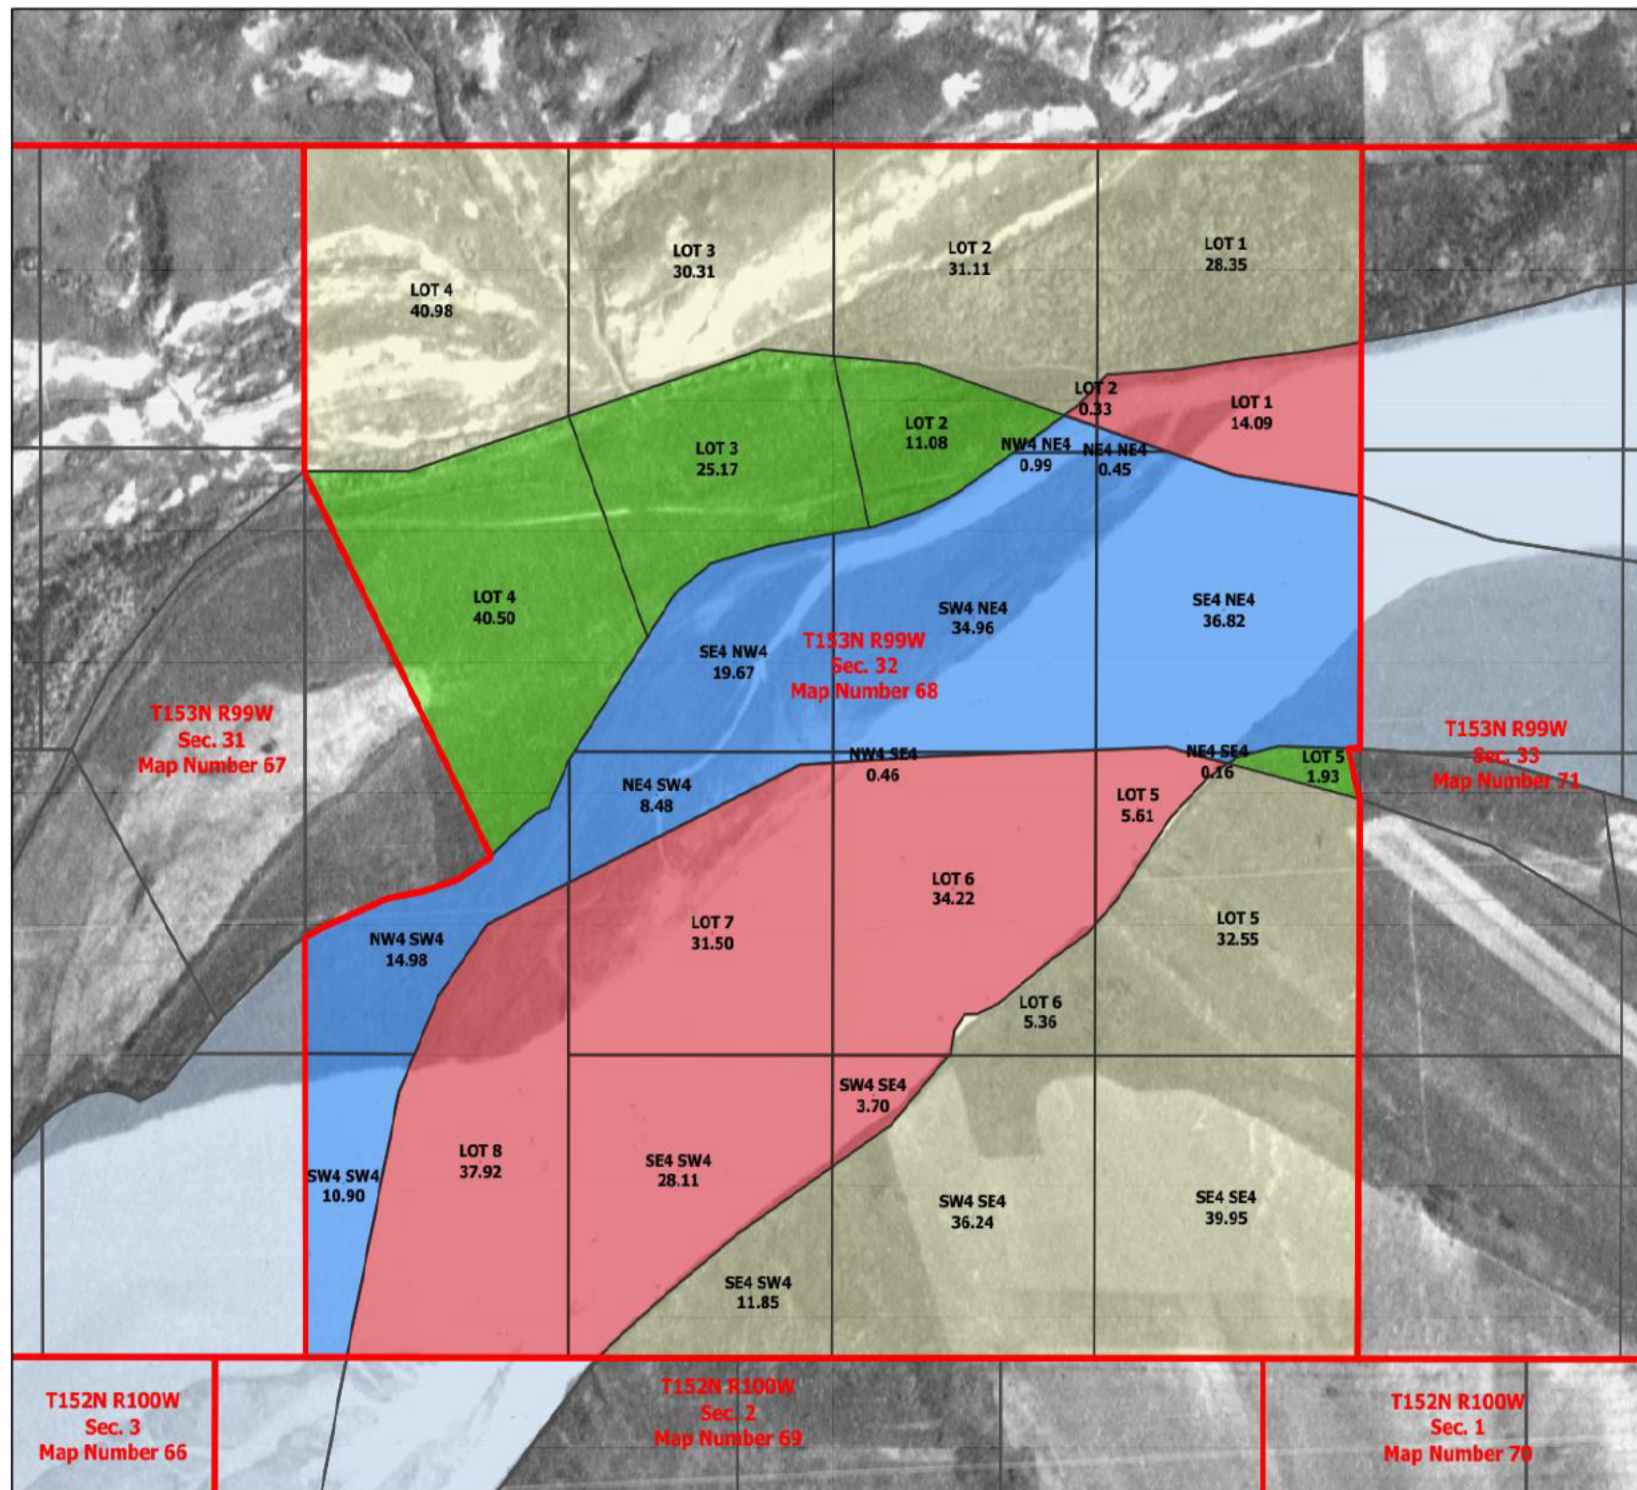 LOT 3
30.31
LOT 2
31.11
LOT 1
28.35
LOT 4
40.98
LOT 2
0.33
LOT 1
14.09
LOT 2
11.08
LOT 3
25.17
NW4 NE4
0.99
NE4 NE4
0.45
LOT 4
40.50
SW4 NE4
34.96
SE4 NE4
36.82
SE4 NW4
19.67
T153N R99W
Sec. 32
Map Number 68
T153N R99W
Sec. 31
Map Number 67
T153N R99W
Sec. 33
Map Number 71
NW4 SE4
0.46
NE4 SE4
0.16
LOT 5
1.93
NE4 SW4
8.48
LOT 5
5.61
LOT 6
34.22
LOT 7
31.50
LOT 5
32.55
NW4 SW4
14.98
LOT 6
5.36
SW4 SE4
3.70
LOT 8
37.92
SE4 SW4
28.11
SW4 SW4
10.90
SW4 SE4
36.24
SE4 SE4
39.95
SE4 SW4
11.85
T152N R100W
Sec. 3
Map Number 66
T152N R100W
Sec. 2
Map Number 69
T152N R100W
Sec. 1
Map Number 70